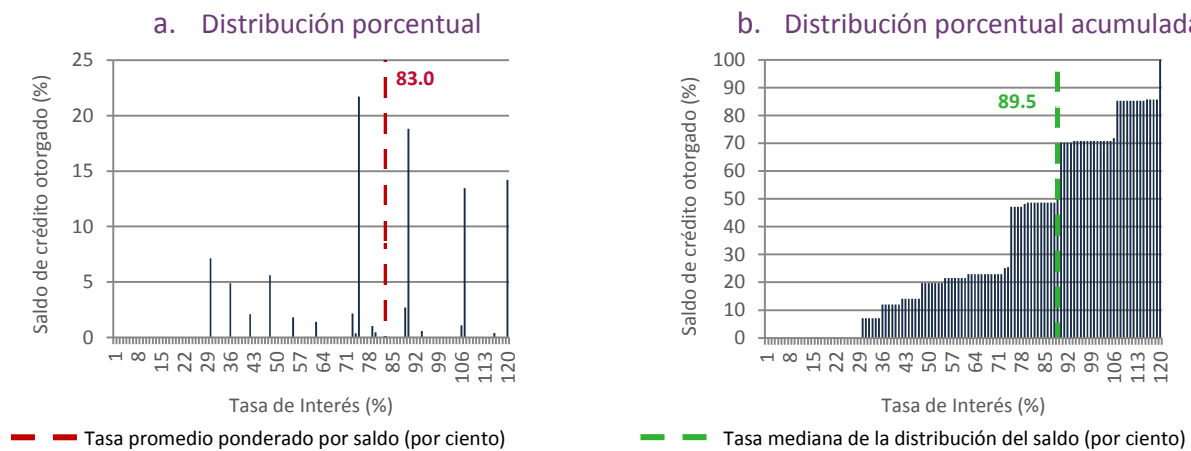 a. Distribución porcentual
Saldo de crédito otorgado (%)
25
20
15
10
5
0
83.0
1 8 15 22 29 36 43 50 57 64 71 78 85 92 99 106 113 120
Tasa de Interés (%)
Tasa promedio ponderado por saldo (por ciento)
b. Distribución porcentual acumulada
Saldo de crédito otorgado (%)
100
90
80
70
60
50
40
30
20
10
0
89.5
1 8 15 22 29 36 43 50 57 64 71 78 85 92 99 106 113 120
Tasa de Interés (%)
Tasa mediana de la distribución del saldo (por ciento)